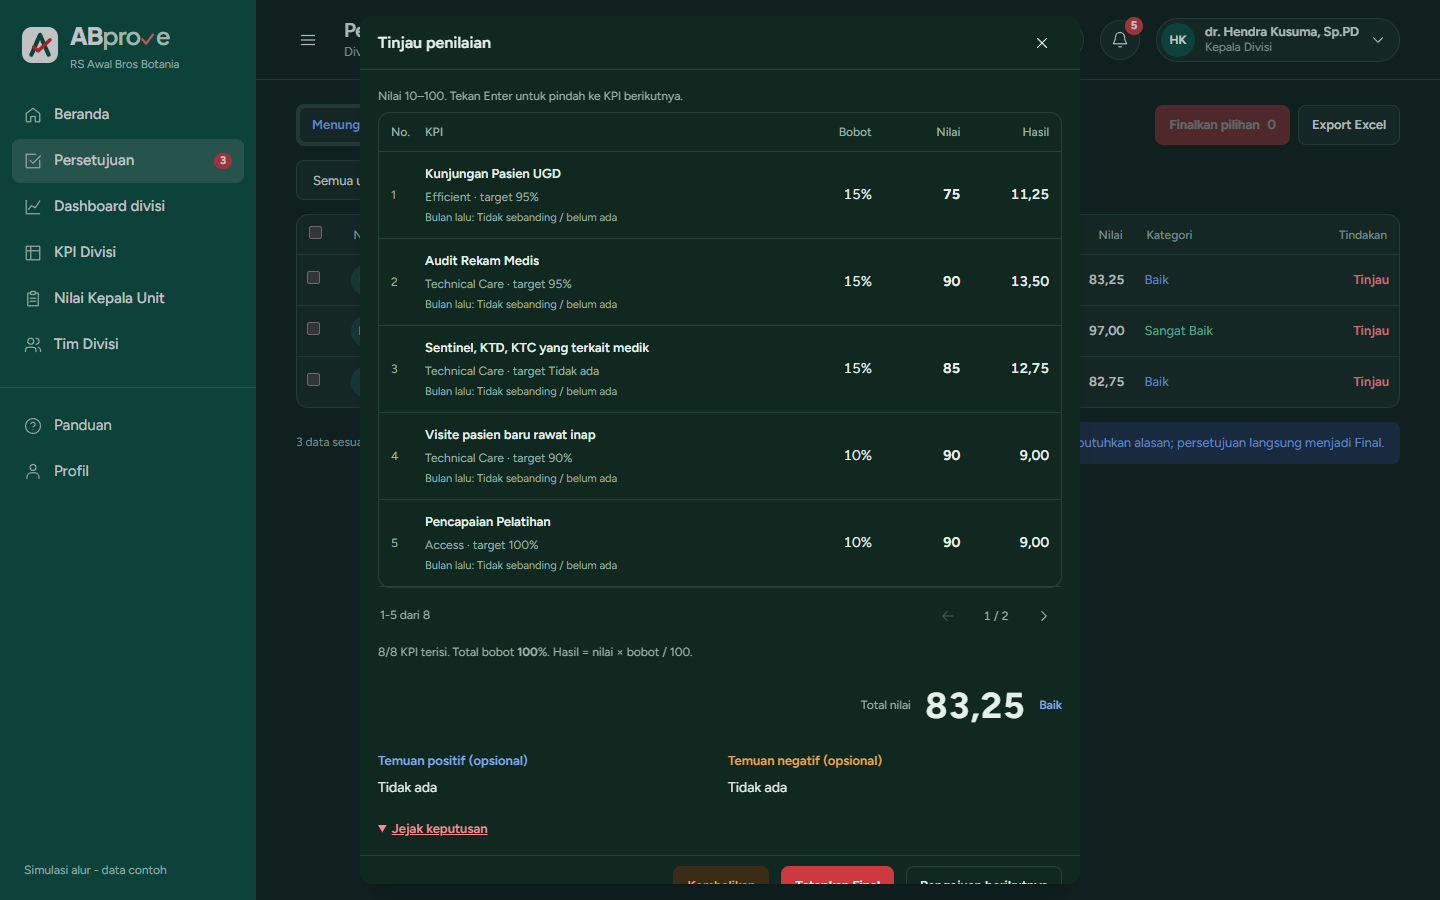 ABprove
RS Awal Bros Botania
Beranda
Persetujuan
3
Dashboard divisi
KPI Divisi
Nilai Kepala Unit
Tim Divisi
Panduan
Profil
Simulasi alur - data contoh
5
HK
dr. Hendra Kusuma, Sp.PD
Kepala Divisi
Finalkan pilihan 0
Export Excel
Nilai Kategori Tindakan
83,25 Baik Tinjau
97,00 Sangat Baik Tinjau
82,75 Baik Tinjau
3 data
alasan; persetujuan langsung menjadi Final.
Tinjau penilaian
Nilai 10–100. Tekan Enter untuk pindah ke KPI berikutnya.
No. KPI Bobot Nilai Hasil
Kunjungan Pasien UGD
1 Efficient · target 95% 15% 75 11,25
Bulan lalu: Tidak sebanding / belum ada
Audit Rekam Medis
2 Technical Care · target 95% 15% 90 13,50
Bulan lalu: Tidak sebanding / belum ada
Sentinel, KTD, KTC yang terkait medik
3 Technical Care · target Tidak ada 15% 85 12,75
Bulan lalu: Tidak sebanding / belum ada
Visite pasien baru rawat inap
4 Technical Care · target 90% 10% 90 9,00
Bulan lalu: Tidak sebanding / belum ada
Pencapaian Pelatihan
5 Access · target 100% 10% 90 9,00
Bulan lalu: Tidak sebanding / belum ada
1-5 dari 8
1 / 2
8/8 KPI terisi. Total bobot 100%. Hasil = nilai × bobot / 100.
Total nilai 83,25 Baik
Temuan positif (opsional)
Tidak ada
Temuan negatif (opsional)
Tidak ada
Jejak keputusan
Kembalikan
Tetapkan Final
Pengajuan berikutnya